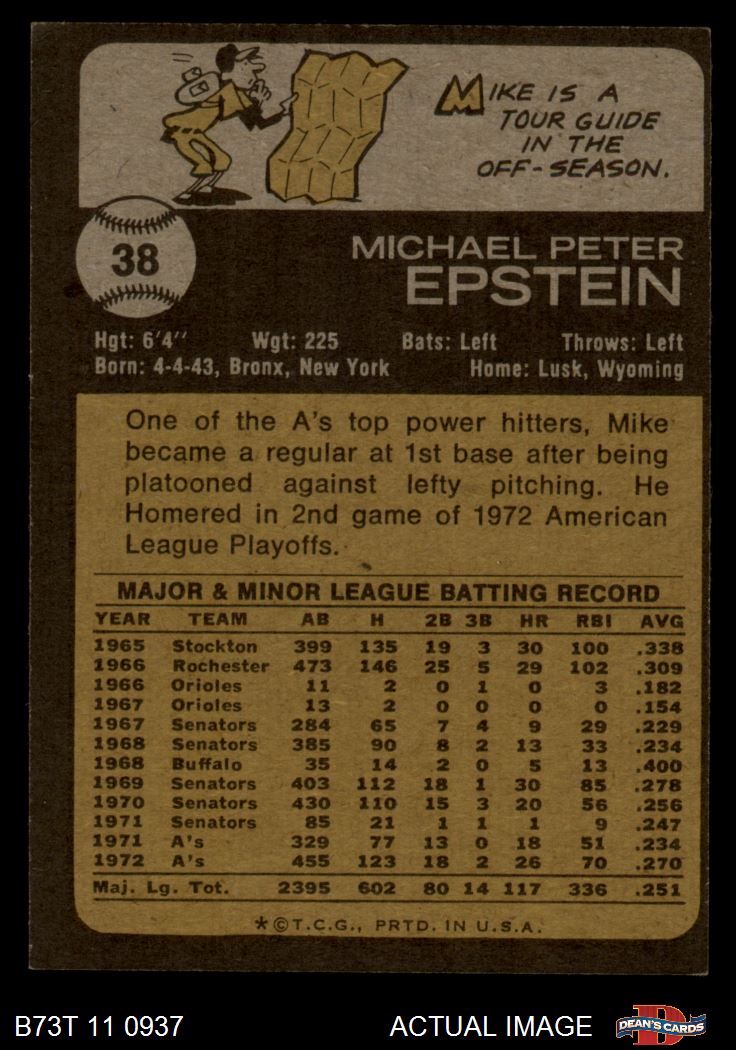 MIKE IS A
TOUR GUIDE
IN THE
OFF-SEASON.
38
MICHAEL PETER
EPSTEIN
Hgt: 6'4" Wgt: 225 Bats: Left Throws: Left
Born: 4-4-43, Bronx, New York Home: Lusk, Wyoming
One of the A's top power hitters, Mike
became a regular at 1st base after being
platooned against lefty pitching. He
Homered in 2nd game of 1972 American
League Playoffs.
MAJOR & MINOR LEAGUE BATTING RECORD
YEAR TEAM AB H 2B 3B HR RBI AVG
1965 Stockton 399 135 19 3 30 100 .338
1966 Rochester 473 146 25 5 29 102 .309
1966 Orioles 11 2 0 1 0 3 .182
1967 Orioles 13 2 0 0 0 0 .154
1967 Senators 284 65 7 4 9 29 .229
1968 Senators 385 90 8 2 13 33 .234
1968 Buffalo 35 14 2 0 5 13 .400
1969 Senators 403 112 18 1 30 85 .278
1970 Senators 430 110 15 3 20 56 .256
1971 Senators 85 21 1 1 1 9 .247
1971 A's 329 77 13 0 18 51 .234
1972 A's 455 123 18 2 26 70 .270
Maj. Lg. Tot. 2395 602 80 14 117 336 .251
*©T.C.G., PRTD. IN U.S.A.
B73T 11 0937 ACTUAL IMAGE
D
DEAN'S CARDS